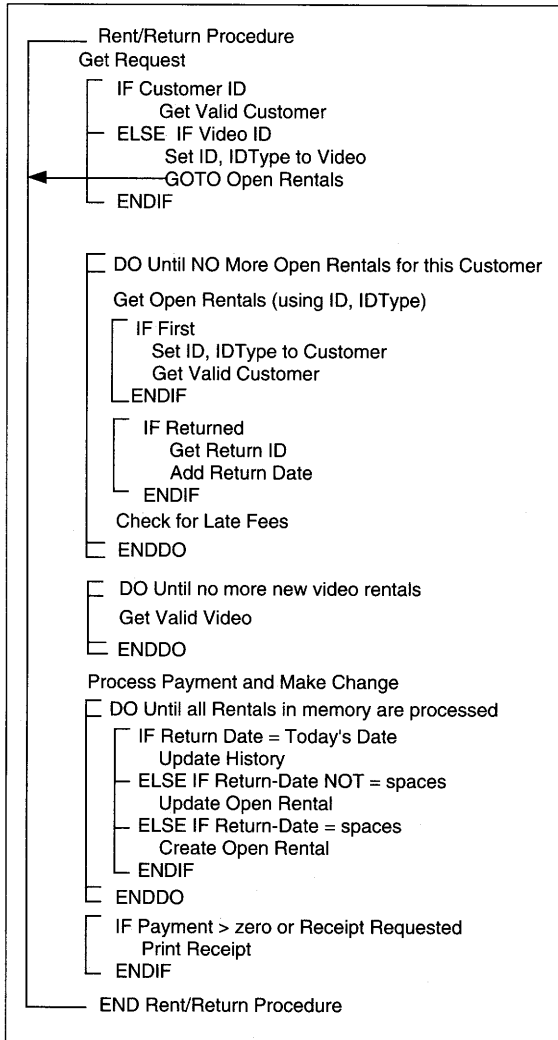 Rent/Return Procedure
Get Request
IF Customer ID
Get Valid Customer
ELSE IF Video ID
Set ID, IDType to Video
GOTO Open Rentals
ENDIF
DO Until NO More Open Rentals for this Customer
Get Open Rentals (using ID, IDType)
IF First
Set ID, IDType to Customer
Get Valid Customer
ENDIF
IF Returned
Get Return ID
Add Return Date
ENDIF
Check for Late Fees
ENDDO
DO Until no more new video rentals
Get Valid Video
ENDDO
Process Payment and Make Change
DO Until all Rentals in memory are processed
IF Return Date = Today's Date
Update History
ELSE IF Return-Date NOT = spaces
Update Open Rental
ELSE IF Return-Date = spaces
Create Open Rental
ENDIF
ENDDO
IF Payment > zero or Receipt Requested
Print Receipt
ENDIF
END Rent/Return Procedure